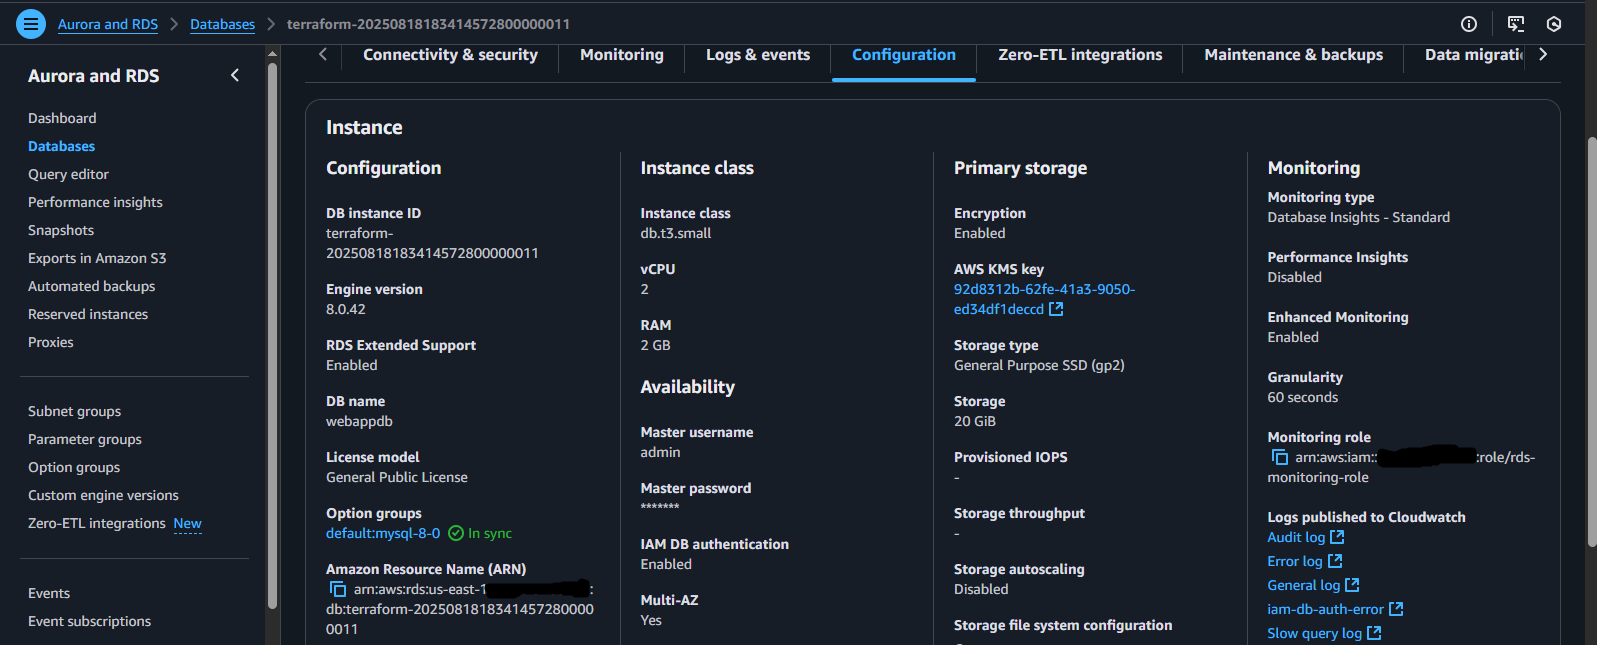 Aurora and RDS > Databases > terraform-20250818183414572800000011
Aurora and RDS
Dashboard
Databases
Query editor
Performance insights
Snapshots
Exports in Amazon S3
Automated backups
Reserved instances
Proxies
Subnet groups
Parameter groups
Option groups
Custom engine versions
Zero-ETL integrations New
Events
Event subscriptions
Connectivity & security
Monitoring
Logs & events
Configuration
Zero-ETL integrations
Maintenance & backups
Data migrati
Instance
Configuration
DB instance ID
terraform-
20250818183414572800000011
Engine version
8.0.42
RDS Extended Support
Enabled
DB name
webappdb
License model
General Public License
Option groups
default:mysql-8-0 In sync
Amazon Resource Name (ARN)
arn:aws:rds:us-east-1 :
db:terraform-2025081818341457280000
0011
Instance class
Instance class
db.t3.small
vCPU
2
RAM
2 GB
Availability
Master username
admin
Master password
*******
IAM DB authentication
Enabled
Multi-AZ
Yes
Primary storage
Encryption
Enabled
AWS KMS key
92d8312b-62fe-41a3-9050-
ed34df1deccd
Storage type
General Purpose SSD (gp2)
Storage
20 GiB
Provisioned IOPS
-
Storage throughput
-
Storage autoscaling
Disabled
Storage file system configuration
Monitoring
Monitoring type
Database Insights - Standard
Performance Insights
Disabled
Enhanced Monitoring
Enabled
Granularity
60 seconds
Monitoring role
arn:aws:iam:: :role/rds-
monitoring-role
Logs published to Cloudwatch
Audit log
Error log
General log
iam-db-auth-error
Slow query log